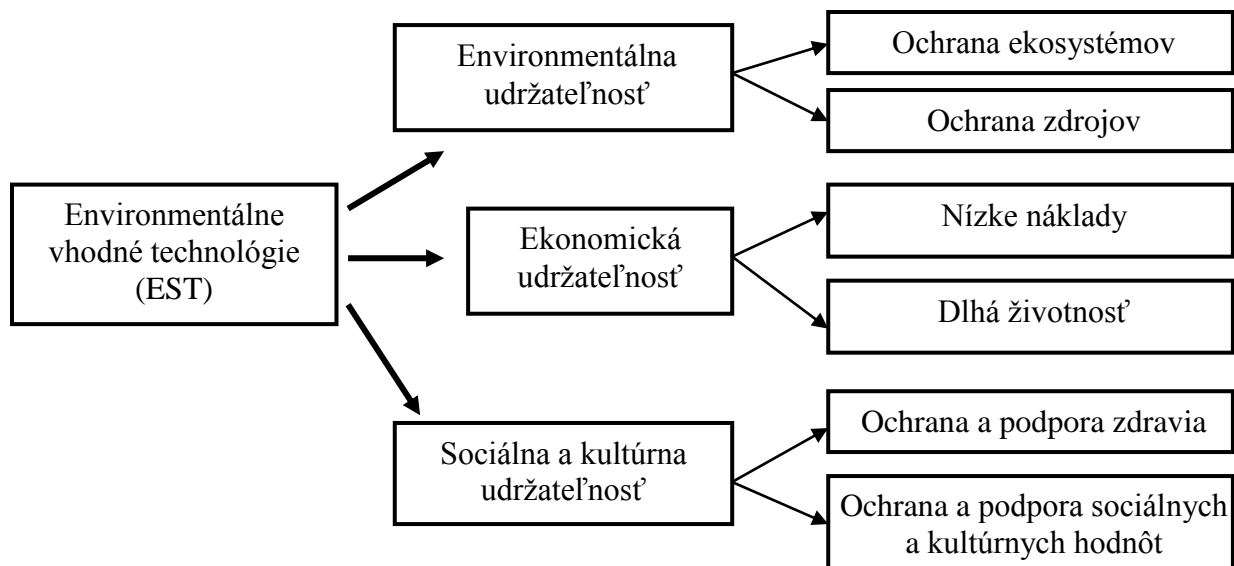 Environmentálne
vhodné technológie
(EST)
Environmentálna
udržateľnosť
Ochrana ekosystémov
Ochrana zdrojov
Ekonomická
udržateľnosť
Nízke náklady
Dlhá životnosť
Sociálna a kultúrna
udržateľnosť
Ochrana a podpora zdravia
Ochrana a podpora sociálnych
a kultúrnych hodnôt